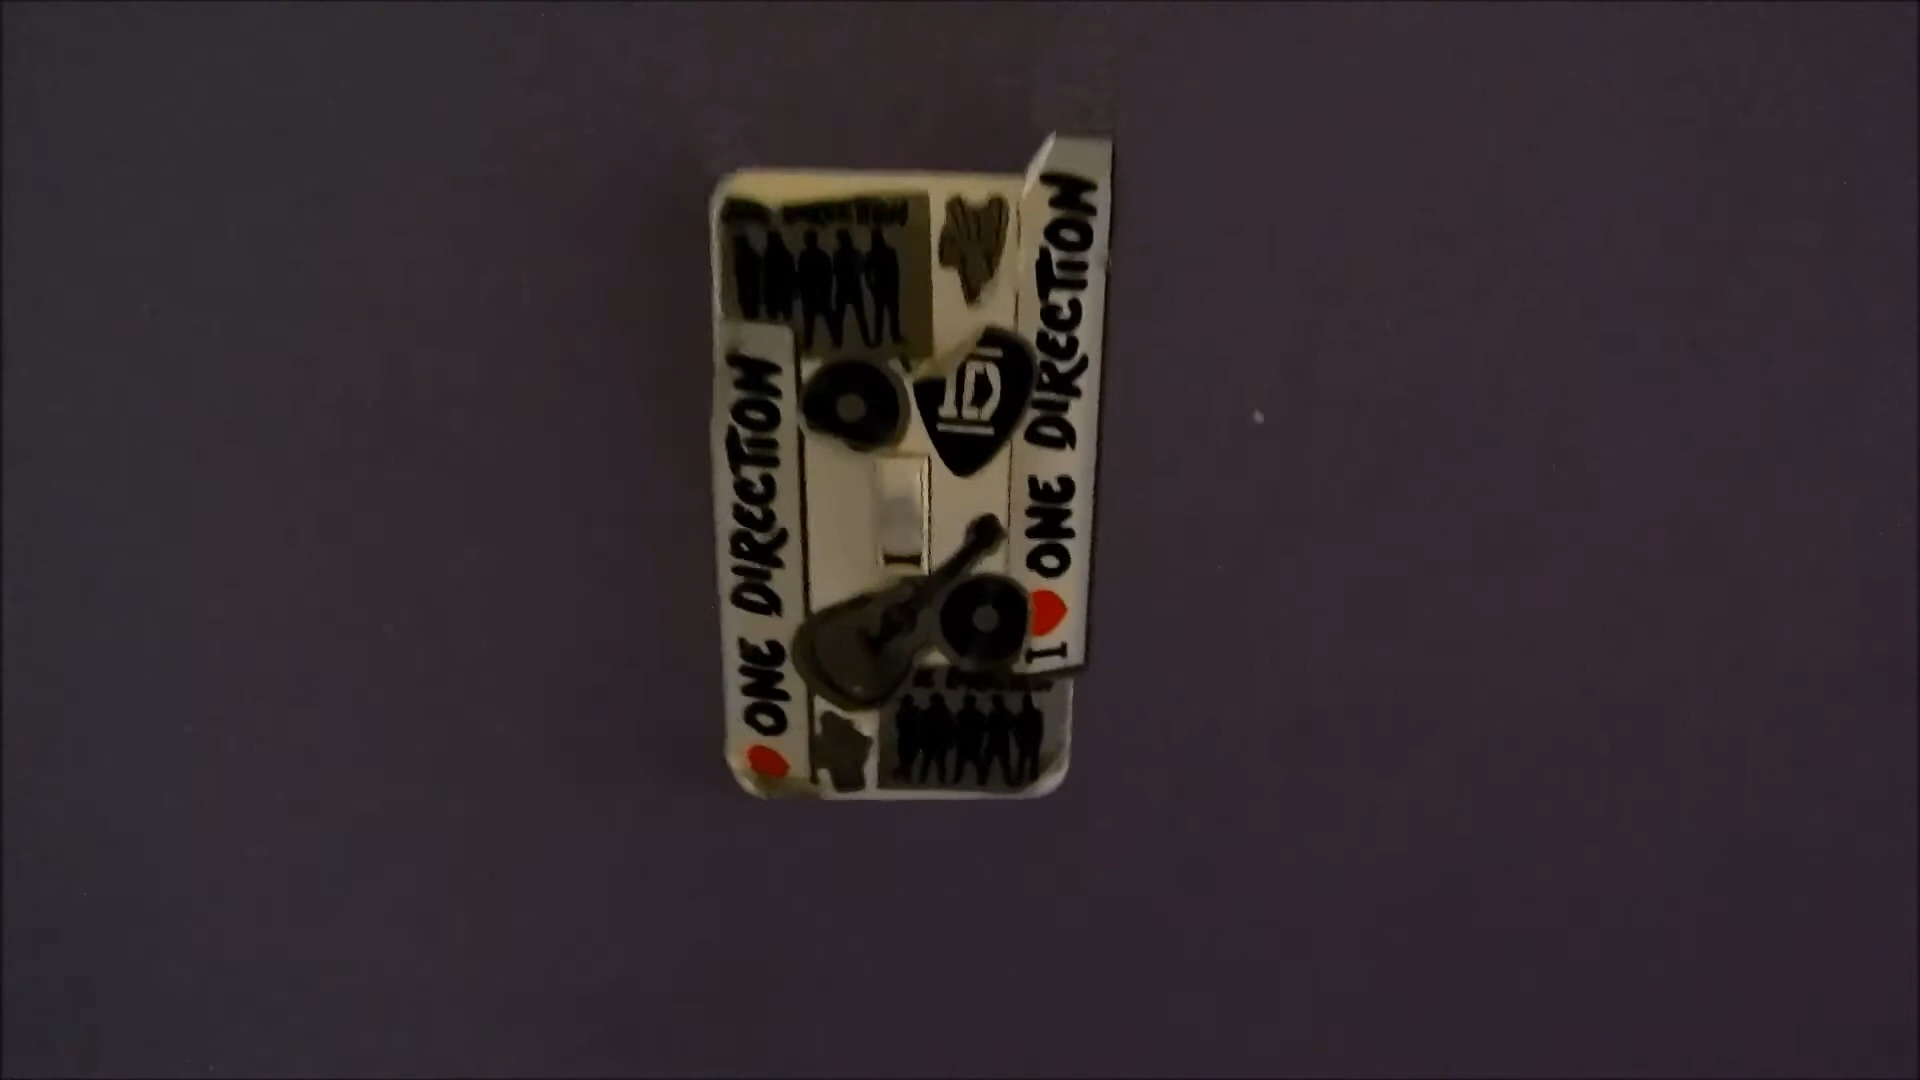 ONE DIRECTION
1D
I ♥ ONE DIRECTION
♥ ONE DIRECTION